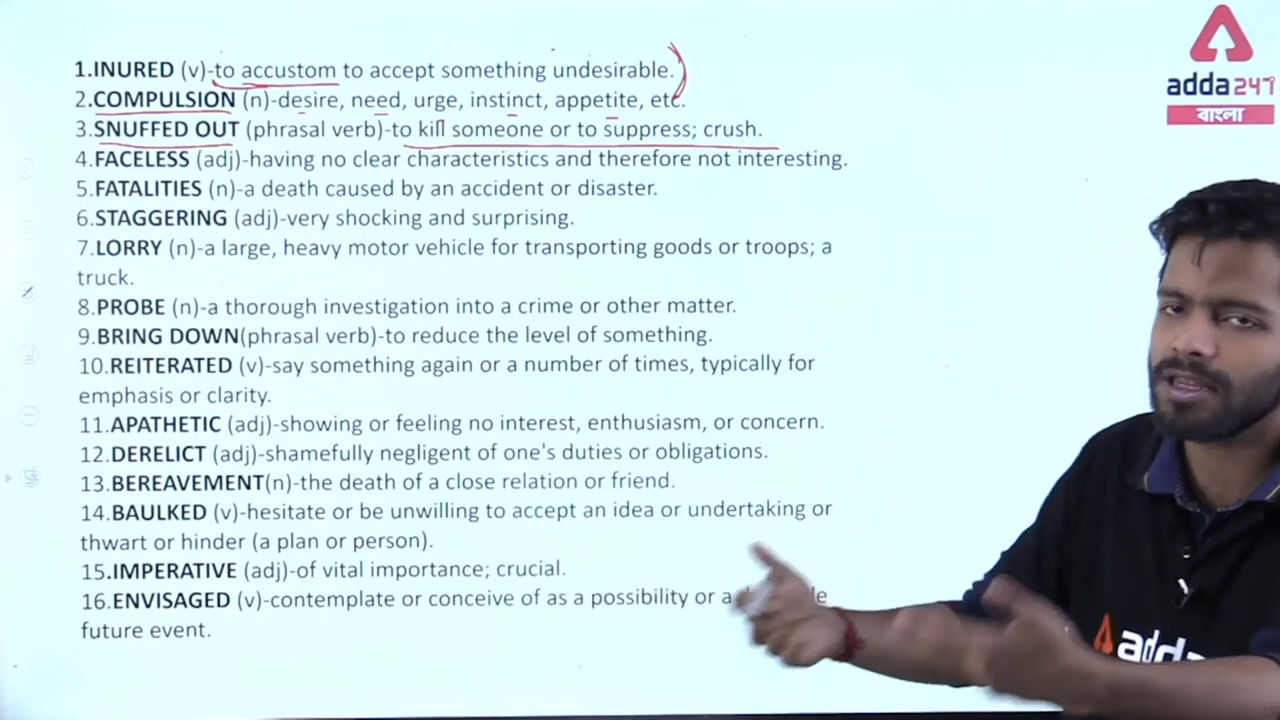 1.INURED (v)-to accustom to accept something undesirable.
2.COMPULSION (n)-desire, need, urge, instinct, appetite, etc.
3.SNUFFED OUT (phrasal verb)-to kill someone or to suppress; crush.
4.FACELESS (adj)-having no clear characteristics and therefore not interesting.
5.FATALITIES (n)-a death caused by an accident or disaster.
6.STAGGERING (adj)-very shocking and surprising.
7.LORRY (n)-a large, heavy motor vehicle for transporting goods or troops; a
truck.
8.PROBE (n)-a thorough investigation into a crime or other matter.
9.BRING DOWN(phrasal verb)-to reduce the level of something.
10.REITERATED (v)-say something again or a number of times, typically for
emphasis or clarity.
11.APATHETIC (adj)-showing or feeling no interest, enthusiasm, or concern.
12.DERELICT (adj)-shamefully negligent of one's duties or obligations.
13.BEREAVEMENT(n)-the death of a close relation or friend.
14.BAULKED (v)-hesitate or be unwilling to accept an idea or undertaking or
thwart or hinder (a plan or person).
15.IMPERATIVE (adj)-of vital importance; crucial.
16.ENVISAGED (v)-contemplate or conceive of as a possibility or a
future event.
adda247
বাংলা
adda